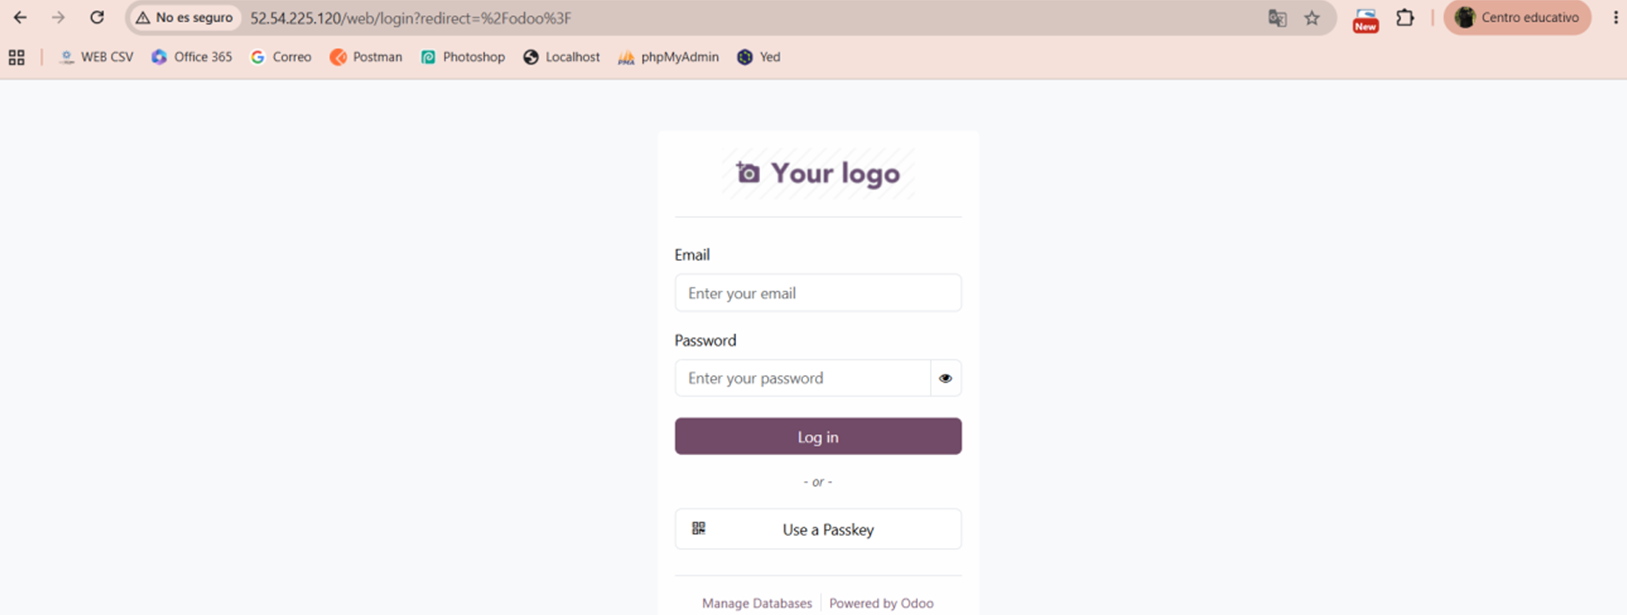 No es seguro 52.54.225.120/web/login?redirect=%2Fodoo%3F New Centro educativo
WEB CSV Office 365 Correo Postman Photoshop Localhost phpMyAdmin Yed
Your logo
Email
Enter your email
Password
Enter your password
Log in
- or -
Use a Passkey
Manage Databases Powered by Odoo